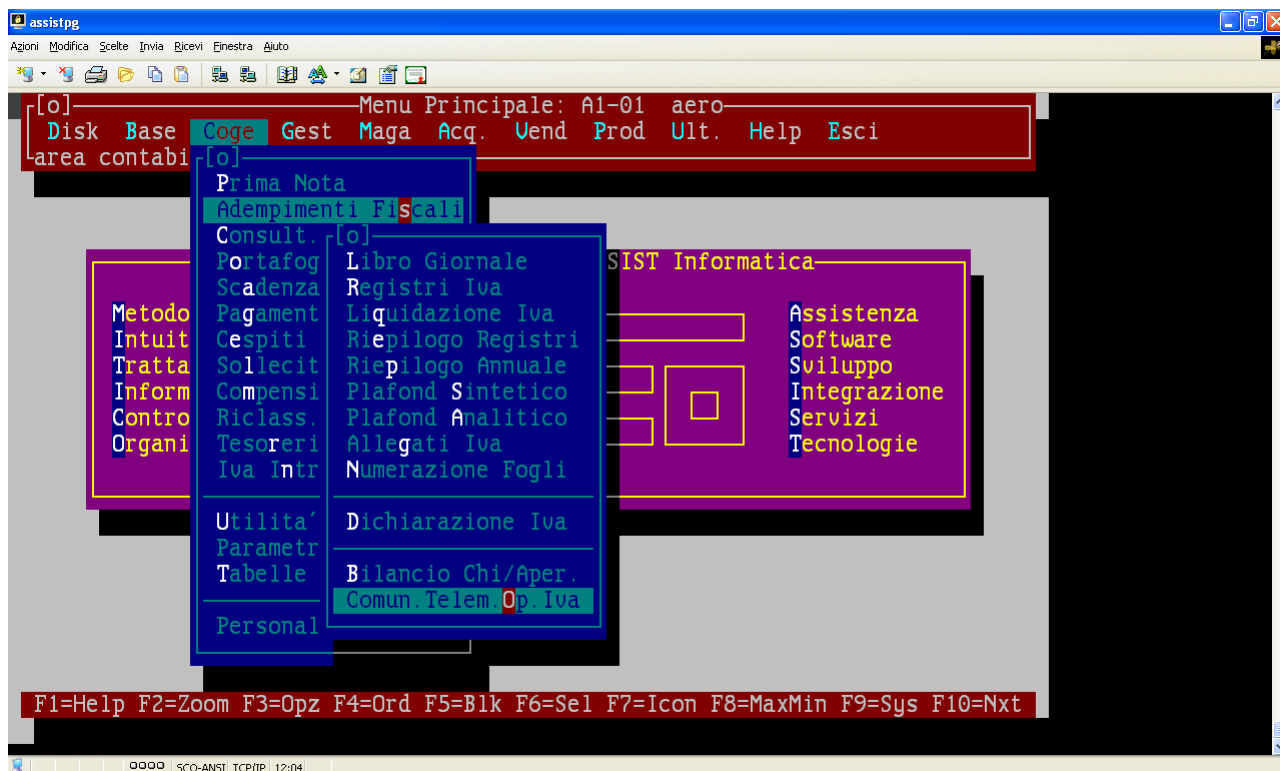 assistpg
Azioni Modifica Scelte Invia Ricevi Finestra Aiuto
[o] Menu Principale: A1-01 aero
Disk Base Coge Gest Maga Acq. Vend Prod Ult. Help Esci
area contabi
[o]
Prima Nota
Adempimenti Fiscali
Consult.
Portafog
Scadenza
Pagament
Cespiti
Sollecit
Compensi
Riclass.
Tesoreri
Iva Intr
Utilita´
Parametr
Tabelle
Personal
[o]
Libro Giornale
Registri Iva
Liquidazione Iva
Riepilogo Registri
Riepilogo Annuale
Plafond Sintetico
Plafond Analitico
Allegati Iva
Numerazione Fogli
Dichiarazione Iva
Bilancio Chi/Aper.
Comun.Telem.Op.Iva
SIST Informatica
Metodo
Intuit
Tratta
Inform
Contro
Organi
Assistenza
Software
Sviluppo
Integrazione
Servizi
Tecnologie
F1=Help F2=Zoom F3=Opz F4=Ord F5=Blk F6=Sel F7=Icon F8=MaxMin F9=Sys F10=Nxt
SCO-ANSI TCP/IP 12:04